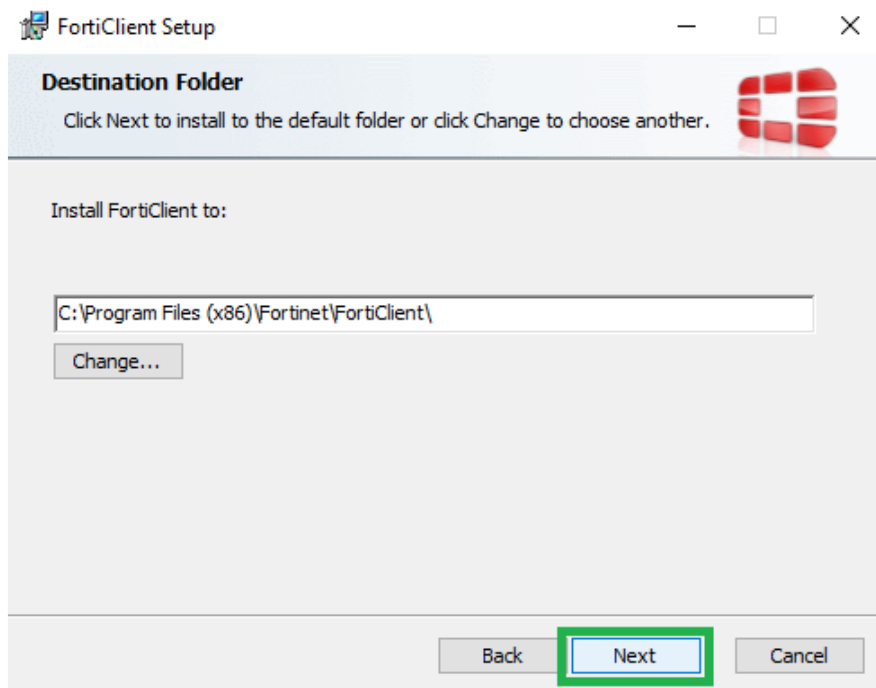 FortiClient Setup
Destination Folder
Click Next to install to the default folder or click Change to choose another.
Install FortiClient to:
C:\Program Files (x86)\Fortinet\FortiClient\
Change...
Back Next Cancel